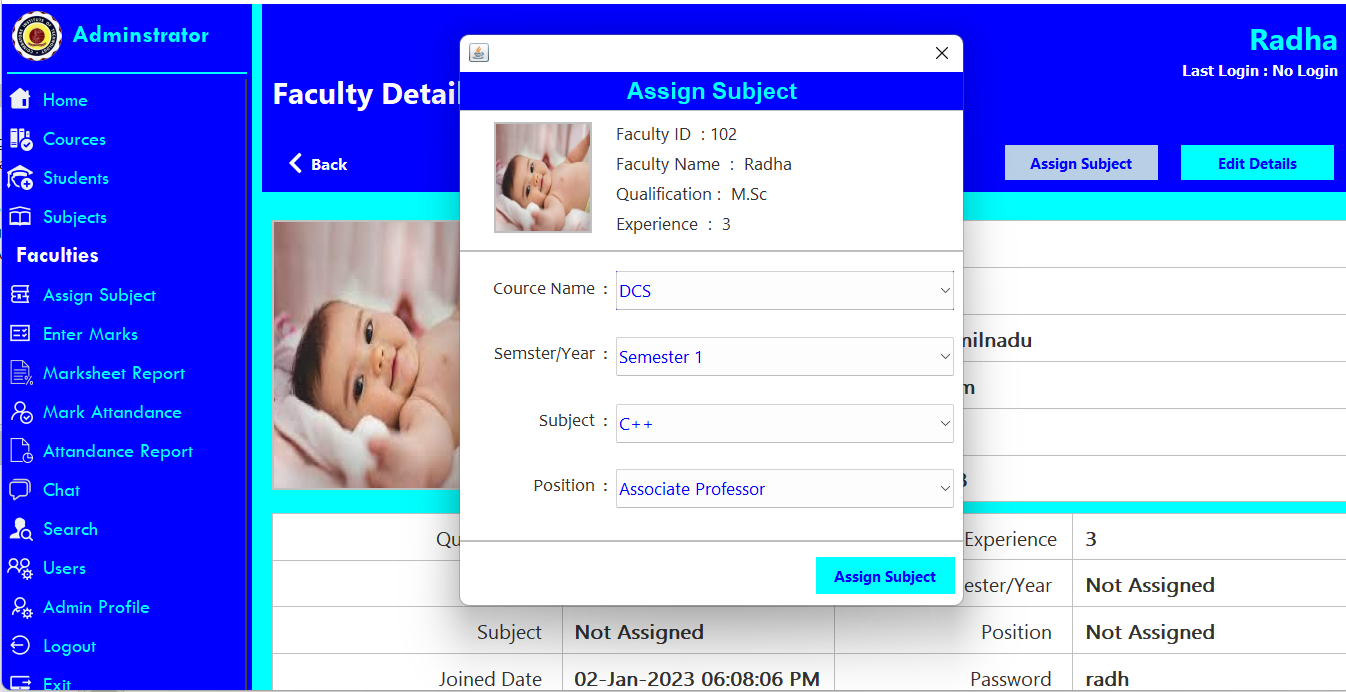 Adminstrator
Home
Cources
Students
Subjects
Faculties
Assign Subject
Enter Marks
Marksheet Report
Mark Attandance
Attandance Report
Chat
Search
Users
Admin Profile
Logout
Exit
Radha
Last Login : No Login
Faculty Detail
Back
Assign Subject
Edit Details
Assign Subject
Faculty ID : 102
Faculty Name : Radha
Qualification : M.Sc
Experience : 3
Cource Name : DCS
Semster/Year : Semester 1
Subject : C++
Position : Associate Professor
Assign Subject
milnadu
m
3
Qu
Experience 3
ester/Year Not Assigned
Subject Not Assigned Position Not Assigned
Joined Date 02-Jan-2023 06:08:06 PM Password radh